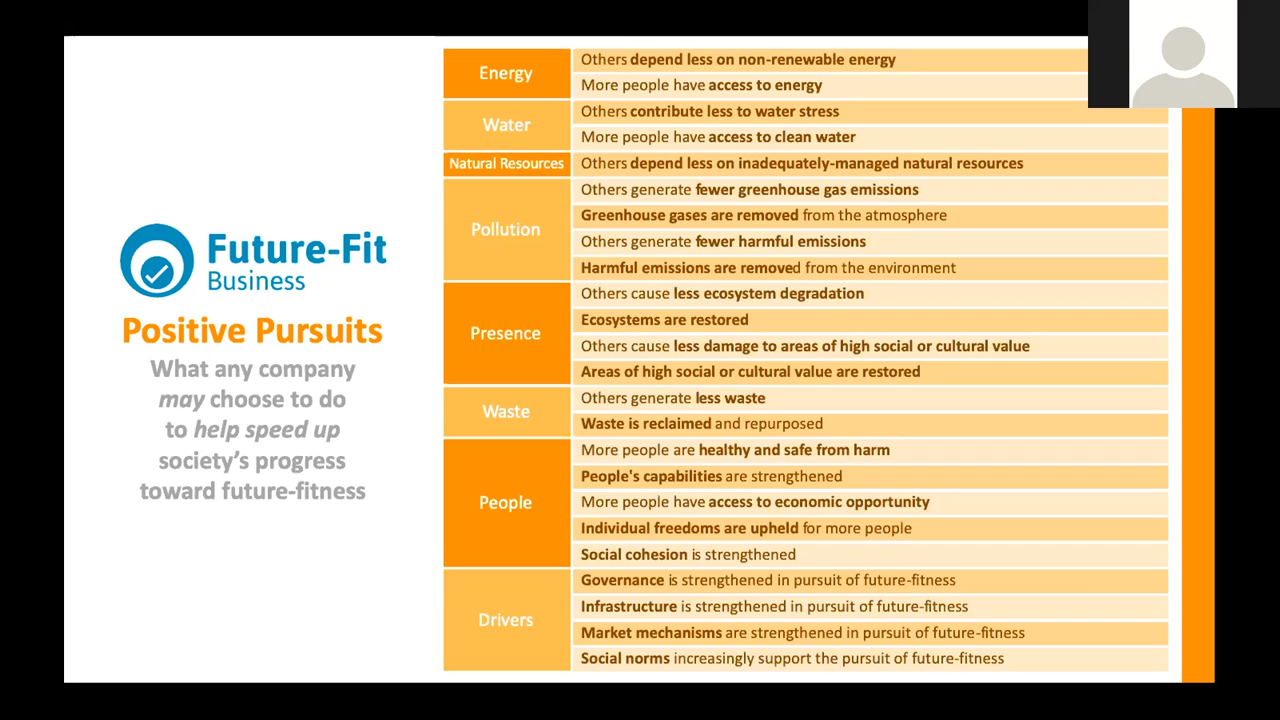 Future-Fit
Business
Positive Pursuits
What any company
may choose to do
to help speed up
society's progress
toward future-fitness
Energy
Others depend less on non-renewable energy
More people have access to energy
Water
Others contribute less to water stress
More people have access to clean water
Natural Resources
Others depend less on inadequately-managed natural resources
Pollution
Others generate fewer greenhouse gas emissions
Greenhouse gases are removed from the atmosphere
Others generate fewer harmful emissions
Harmful emissions are removed from the environment
Presence
Others cause less ecosystem degradation
Ecosystems are restored
Others cause less damage to areas of high social or cultural value
Areas of high social or cultural value are restored
Waste
Others generate less waste
Waste is reclaimed and repurposed
People
More people are healthy and safe from harm
People's capabilities are strengthened
More people have access to economic opportunity
Individual freedoms are upheld for more people
Social cohesion is strengthened
Drivers
Governance is strengthened in pursuit of future-fitness
Infrastructure is strengthened in pursuit of future-fitness
Market mechanisms are strengthened in pursuit of future-fitness
Social norms increasingly support the pursuit of future-fitness